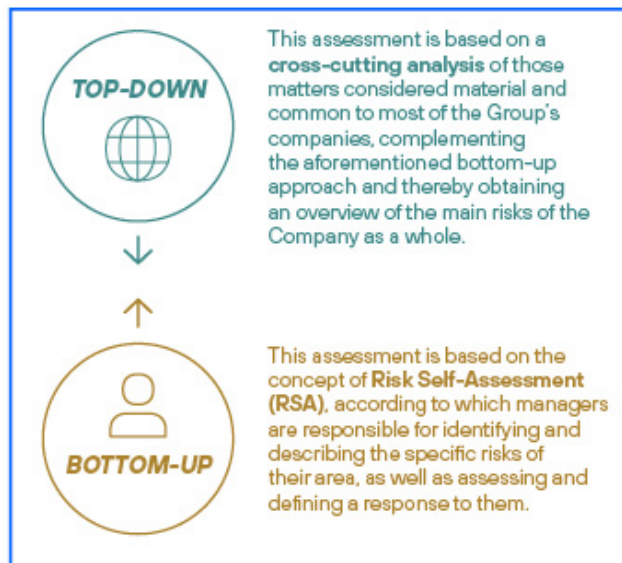 TOP-DOWN
This assessment is based on a
cross-cutting analysis of those
matters considered material and
common to most of the Group's
companies, complementing
the aforementioned bottom-up
approach and thereby obtaining
an overview of the main risks of the
Company as a whole.
BOTTOM-UP
This assessment is based on the
concept of Risk Self-Assessment
(RSA), according to which managers
are responsible for identifying and
describing the specific risks of
their area, as well as assessing and
defining a response to them.